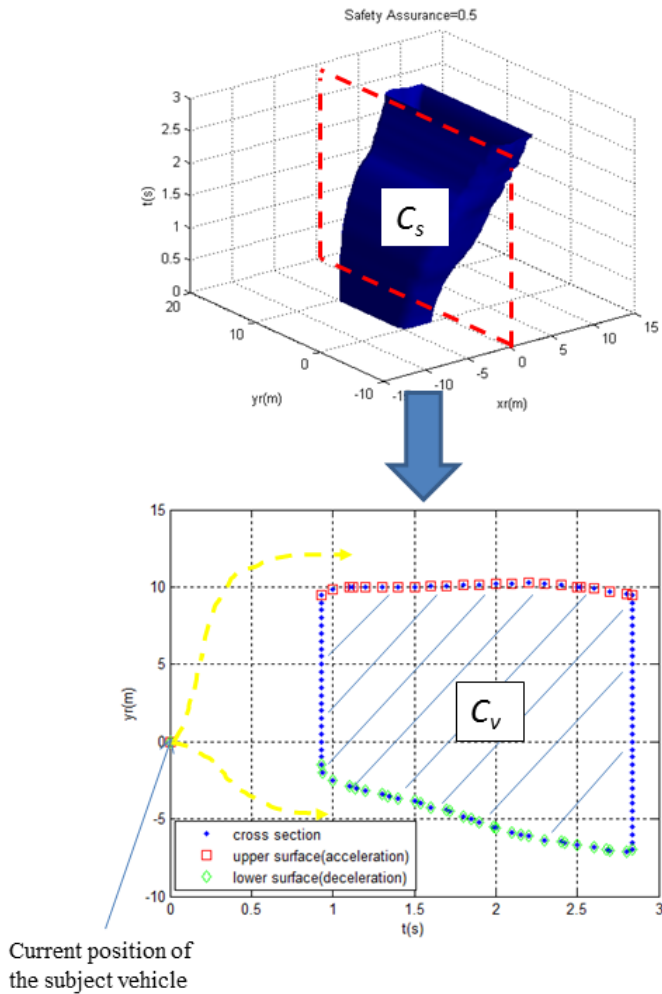 Safety Assurance=0.5
3
2.5
2
1.5
1
0.5
0
t(s)
20
10
0
-10
yr(m)
-10
-5
0
5
10
15
xr(m)
Cs
15
10
5
0
-5
-10
yr(m)
Cv
cross section
upper surface(acceleration)
lower surface(deceleration)
0 0.5 1 1.5 2 2.5 3
t(s)
Current position of
the subject vehicle